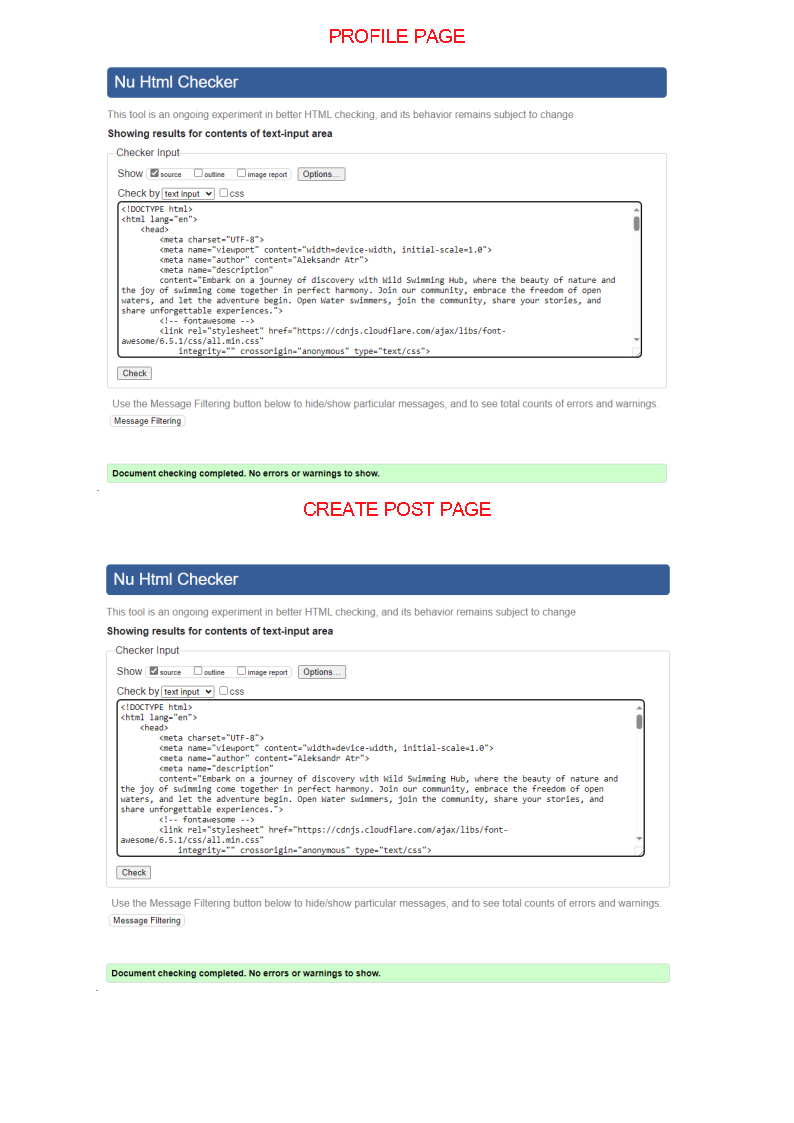 PROFILE PAGE
Nu Html Checker
This tool is an ongoing experiment in better HTML checking, and its behavior remains subject to change
Showing results for contents of text-input area
Checker Input
Show source outline image report Options...
Check by text input css
<!DOCTYPE html>
<html lang="en">
<head>
<meta charset="UTF-8">
<meta name="viewport" content="width=device-width, initial-scale=1.0">
<meta name="author" content="Aleksandr Atr">
<meta name="description"
content="Embark on a journey of discovery with Wild Swimming Hub, where the beauty of nature and
the joy of swimming come together in perfect harmony. Join our community, embrace the freedom of open
waters, and let the adventure begin. Open Water swimmers, join the community, share your stories, and
share unforgettable experiences.">
<!-- fontawesome -->
<link rel="stylesheet" href="https://cdnjs.cloudflare.com/ajax/libs/font-
awesome/6.5.1/css/all.min.css"
integrity="" crossorigin="anonymous" type="text/css">
Check
Use the Message Filtering button below to hide/show particular messages, and to see total counts of errors and warnings.
Message Filtering
Document checking completed. No errors or warnings to show.
CREATE POST PAGE
Nu Html Checker
This tool is an ongoing experiment in better HTML checking, and its behavior remains subject to change
Showing results for contents of text-input area
Checker Input
Show source outline image report Options...
Check by text input css
<!DOCTYPE html>
<html lang="en">
<head>
<meta charset="UTF-8">
<meta name="viewport" content="width=device-width, initial-scale=1.0">
<meta name="author" content="Aleksandr Atr">
<meta name="description"
content="Embark on a journey of discovery with Wild Swimming Hub, where the beauty of nature and
the joy of swimming come together in perfect harmony. Join our community, embrace the freedom of open
waters, and let the adventure begin. Open Water swimmers, join the community, share your stories, and
share unforgettable experiences.">
<!-- fontawesome -->
<link rel="stylesheet" href="https://cdnjs.cloudflare.com/ajax/libs/font-
awesome/6.5.1/css/all.min.css"
integrity="" crossorigin="anonymous" type="text/css">
Check
Use the Message Filtering button below to hide/show particular messages, and to see total counts of errors and warnings.
Message Filtering
Document checking completed. No errors or warnings to show.